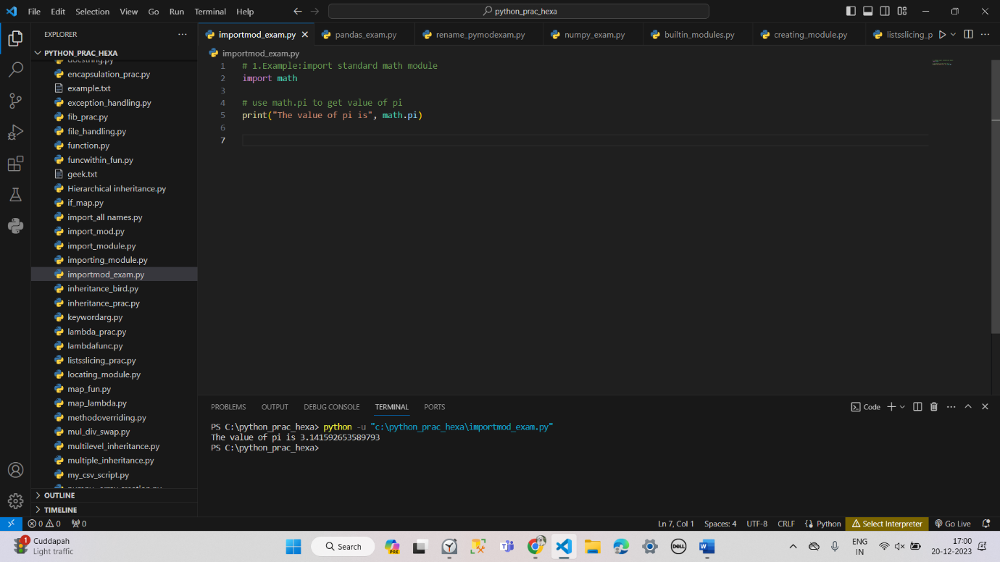 File Edit Selection View Go Run Terminal Help
python_prac_hexa
EXPLORER
PYTHON_PRAC_HEXA
docstring.py
encapsulation_prac.py
example.txt
exception_handling.py
fib_prac.py
file_handling.py
function.py
funcwithin_fun.py
geek.txt
Hierarchical inheritance.py
if_map.py
import_all names.py
import_mod.py
import_module.py
importing_module.py
importmod_exam.py
inheritance_bird.py
inheritance_prac.py
keywordarg.py
lambda_prac.py
lambdafunc.py
listsslicing_prac.py
locating_module.py
map_fun.py
map_lambda.py
methodoverriding.py
mul_div_swap.py
multilevel_inheritance.py
multiple_inheritance.py
my_csv_script.py
OUTLINE
TIMELINE
importmod_exam.py pandas_exam.py rename_pymodexam.py numpy_exam.py builtin_modules.py creating_module.py listsslicing_p
importmod_exam.py
1 # 1.Example:import standard math module
2 import math
3
4 # use math.pi to get value of pi
5 print("The value of pi is", math.pi)
6
7
PROBLEMS OUTPUT DEBUG CONSOLE TERMINAL PORTS
Code
PS C:\python_prac_hexa> python -u "c:\python_prac_hexa\importmod_exam.py"
The value of pi is 3.141592653589793
PS C:\python_prac_hexa>
0 0 0
Ln 7, Col 1 Spaces: 4 UTF-8 CRLF Python Select Interpreter Go Live
1
Cuddapah
Light traffic
Search
PRE
DELL
ENG
IN
17:00
20-12-2023